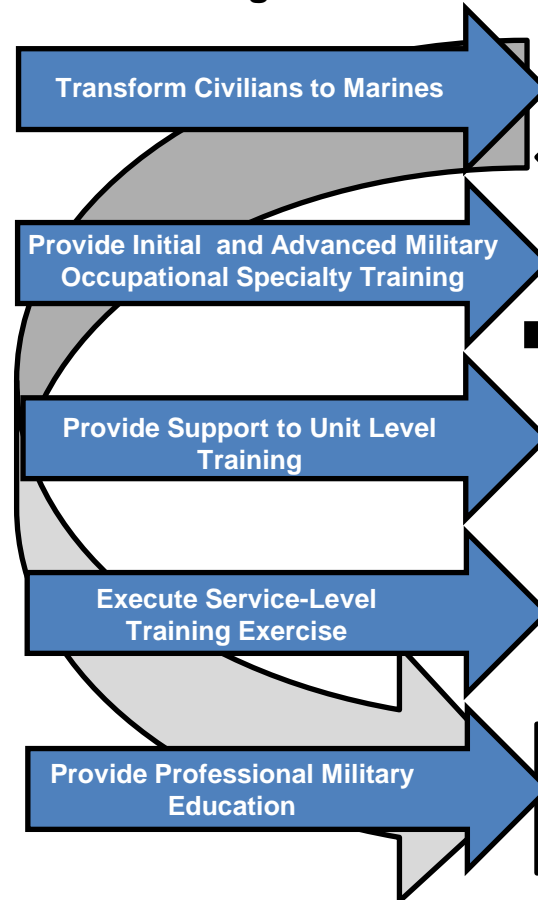 Transform Civilians to Marines
Provide Initial and Advanced Military
Occupational Specialty Training
Provide Support to Unit Level
Training
Execute Service-Level
Training Exercise
Provide Professional Military
Education